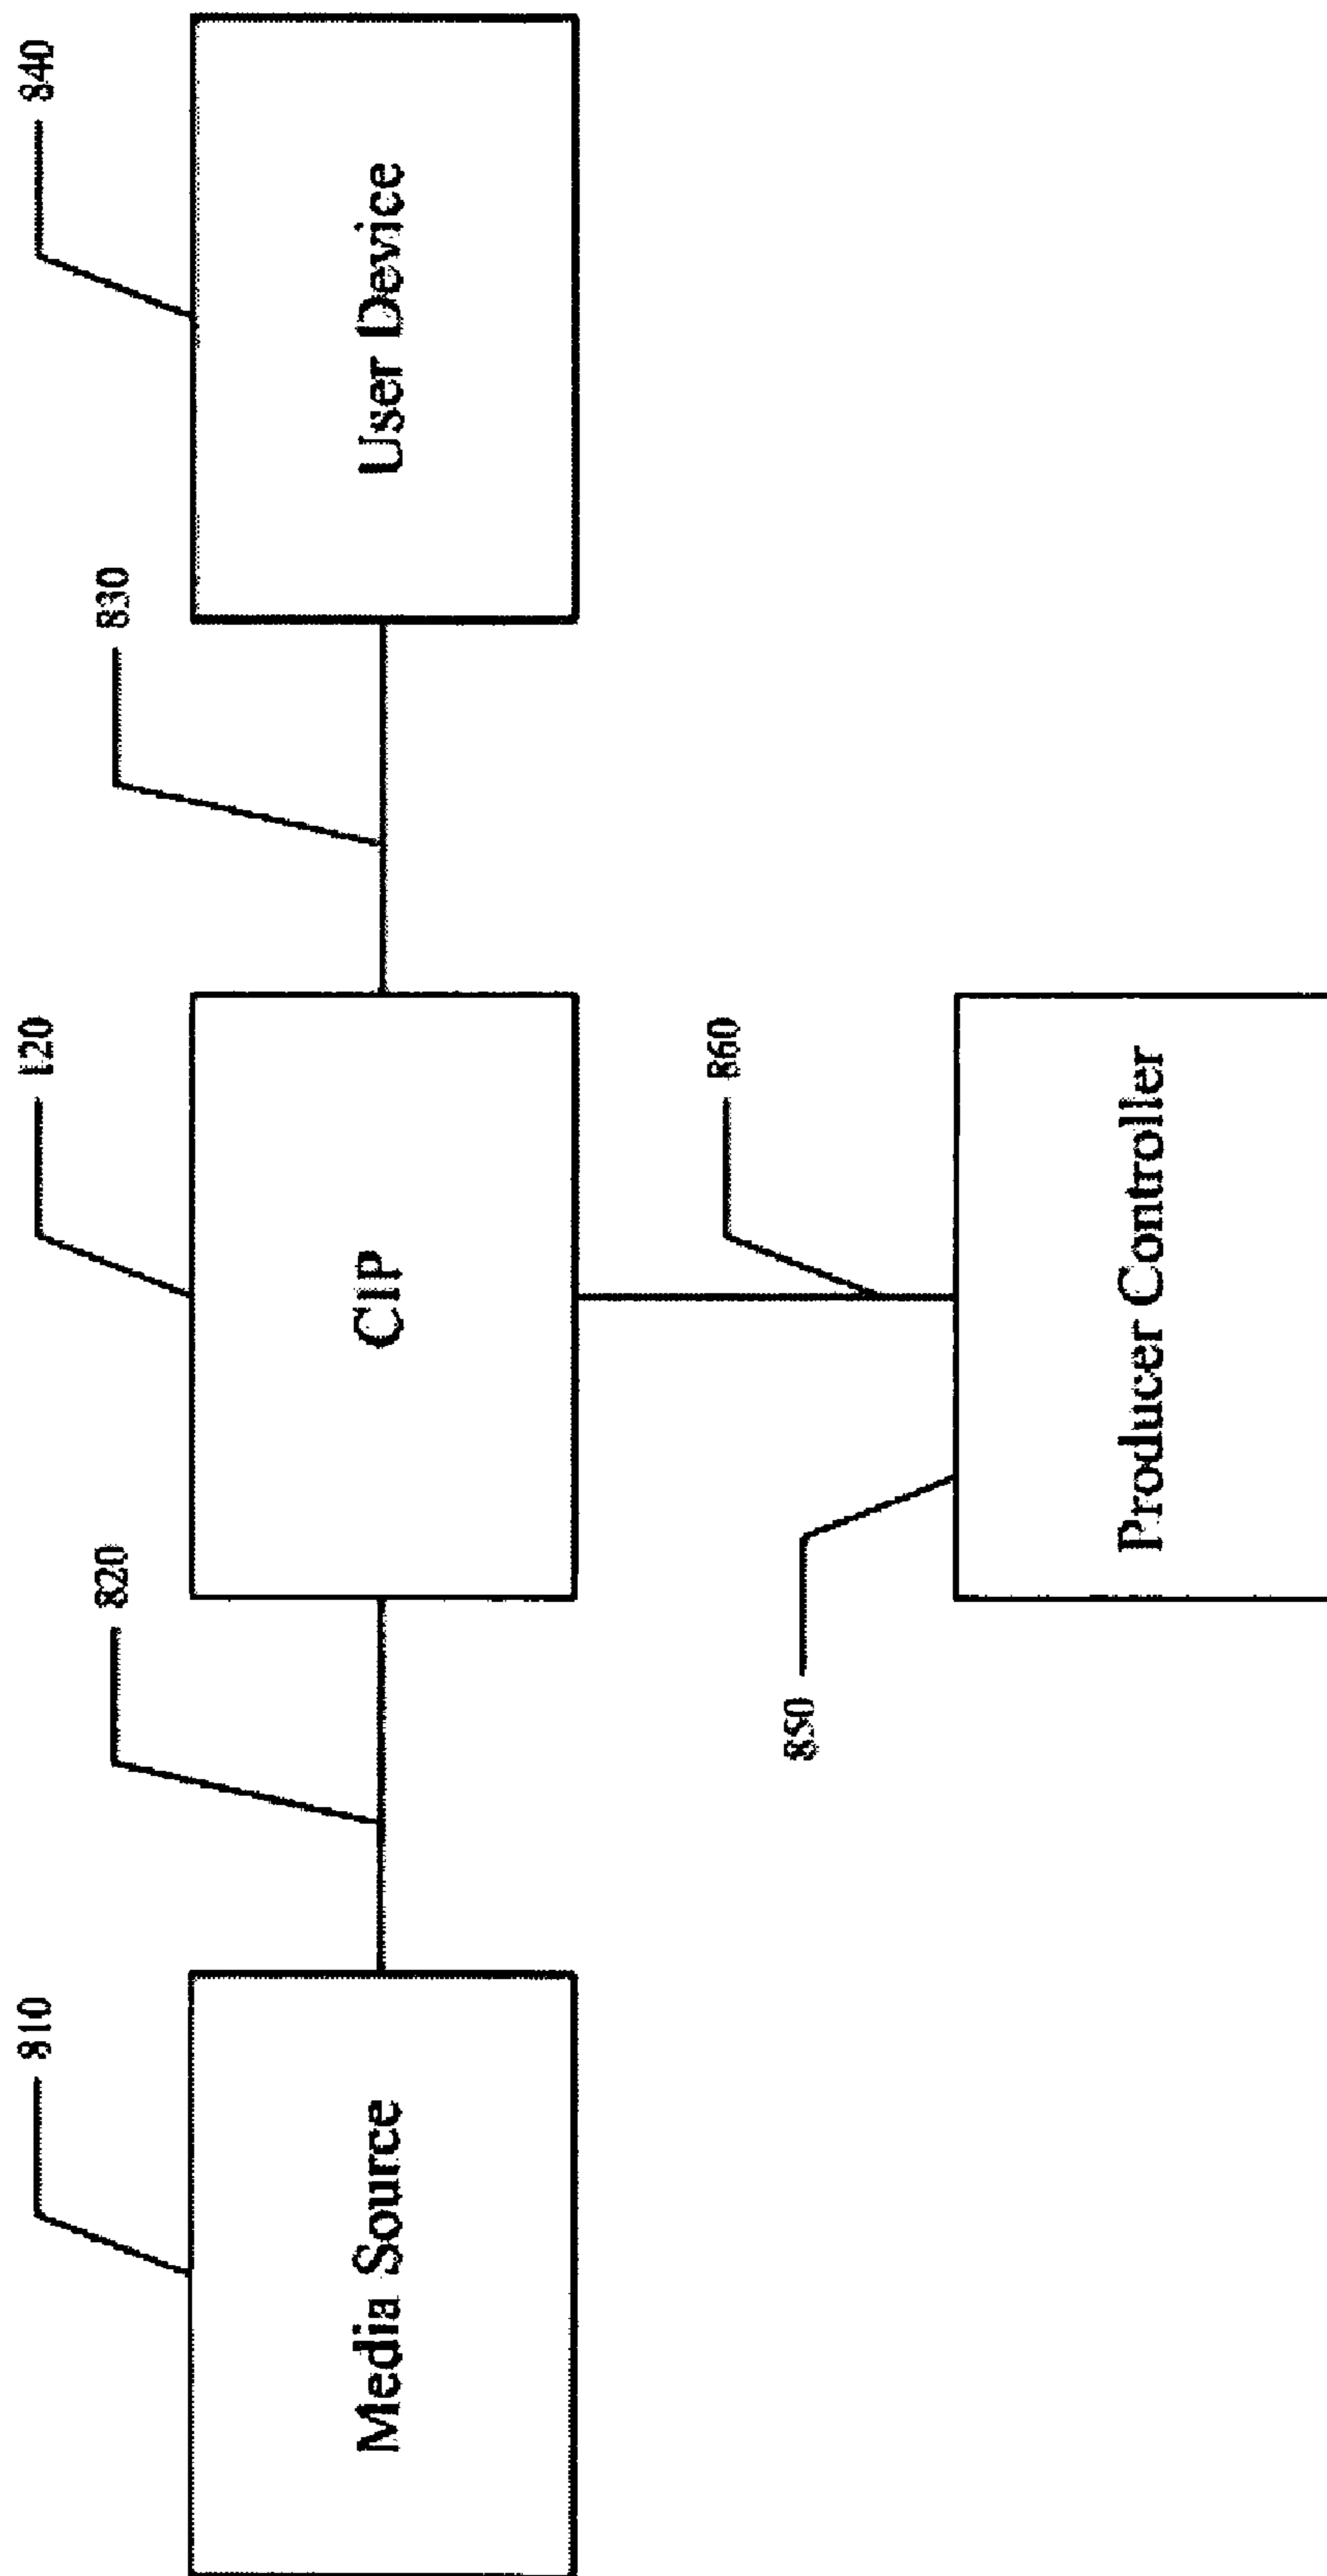 810
820
120
830
840
Media Source
CIP
User Device
850
860
Producer Controller